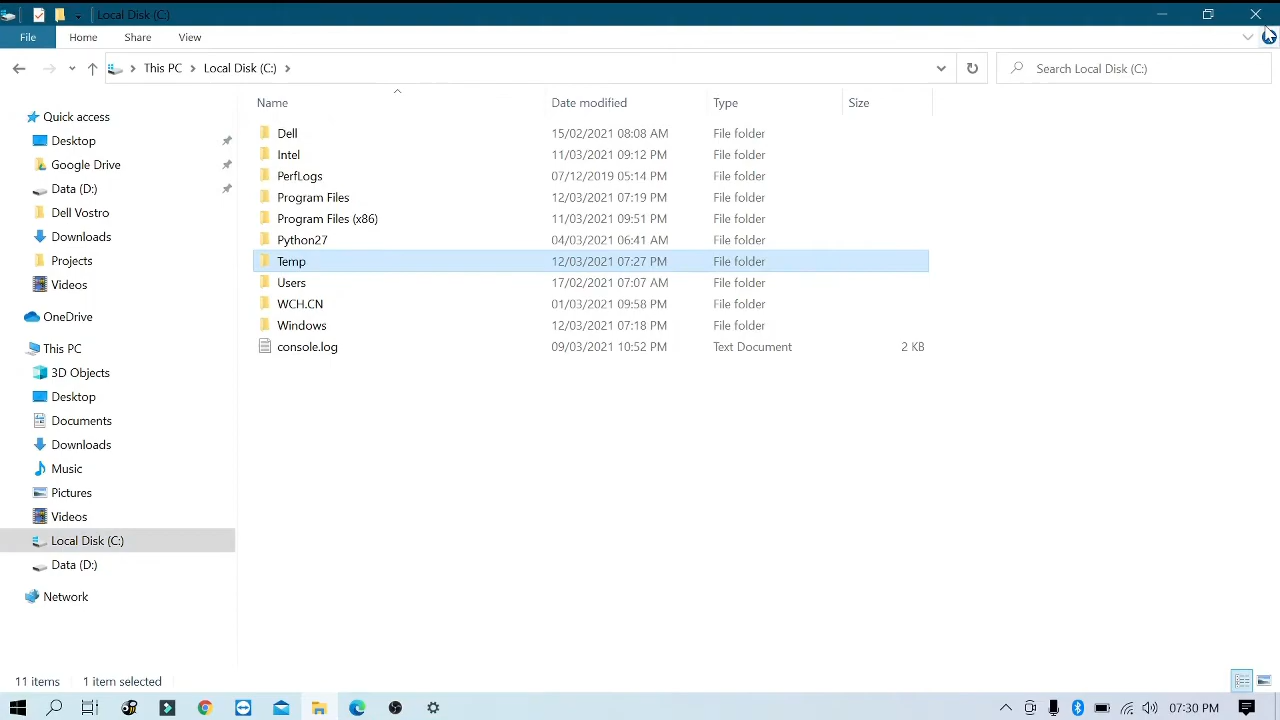 Local Disk (C:)
File Home Share View
This PC Local Disk (C:) Search Local Disk (C:)
Name Date modified Type Size
Quick access
Desktop
Google Drive
Data (D:)
Dell Vostro
Downloads
Projects
Videos
OneDrive
This PC
3D Objects
Desktop
Documents
Downloads
Music
Pictures
Videos
Local Disk (C:)
Data (D:)
Network
Dell 15/02/2021 08:08 AM File folder
Intel 11/03/2021 09:12 PM File folder
PerfLogs 07/12/2019 05:14 PM File folder
Program Files 12/03/2021 07:19 PM File folder
Program Files (x86) 11/03/2021 09:51 PM File folder
Python27 04/03/2021 06:41 AM File folder
Temp 12/03/2021 07:27 PM File folder
Users 17/02/2021 07:07 AM File folder
WCH.CN 01/03/2021 09:58 PM File folder
Windows 12/03/2021 07:18 PM File folder
console.log 09/03/2021 10:52 PM Text Document 2 KB
11 items 1 item selected
07:30 PM